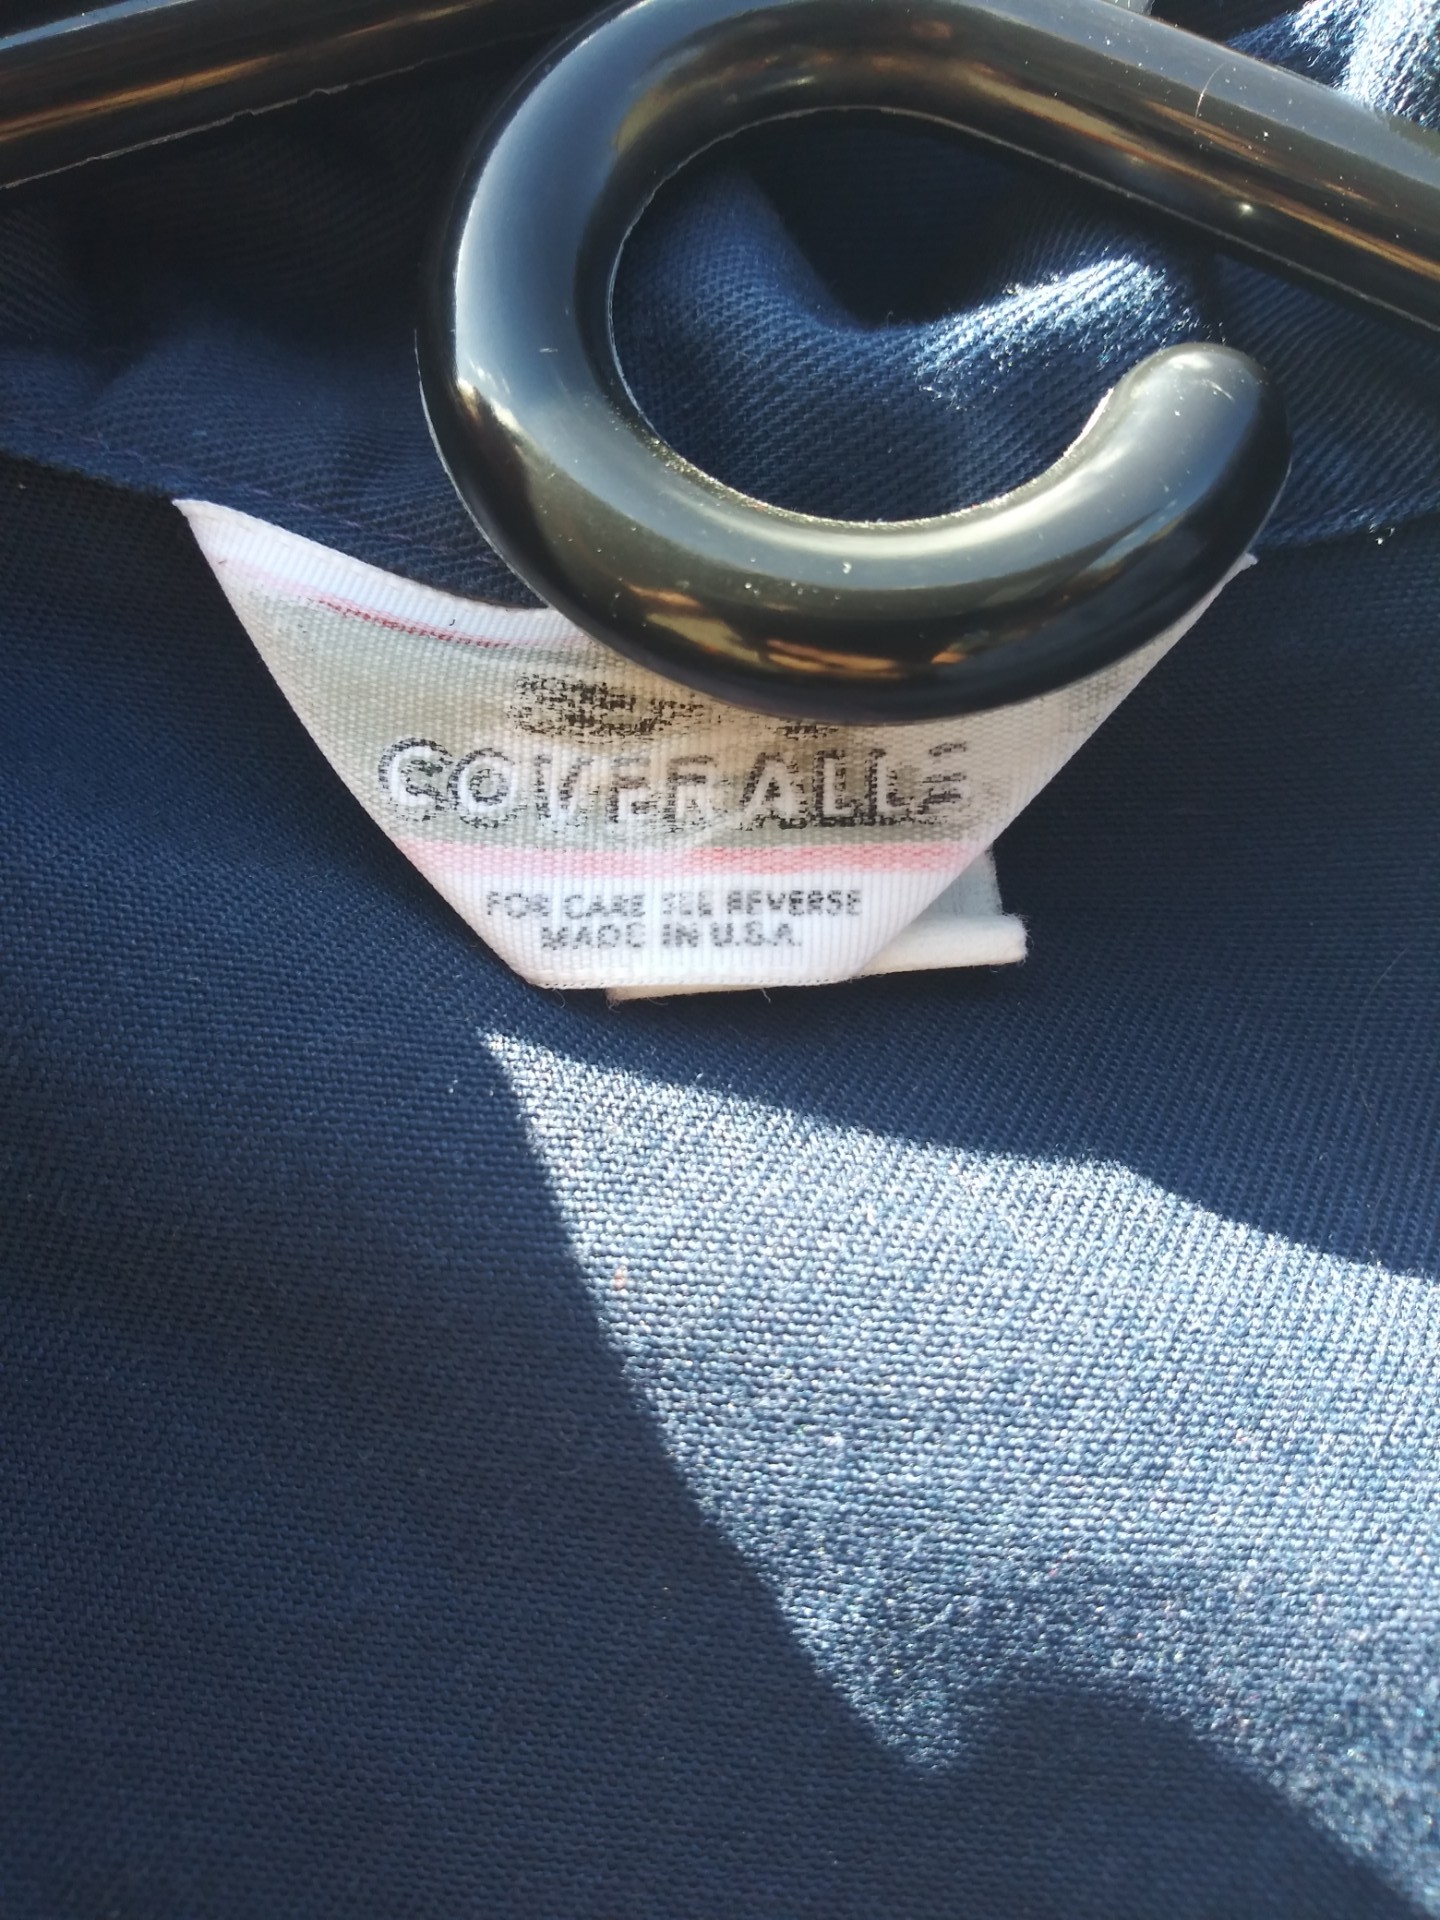 COVERALLS
FOR CARE SEE REVERSE
MADE IN U.S.A.